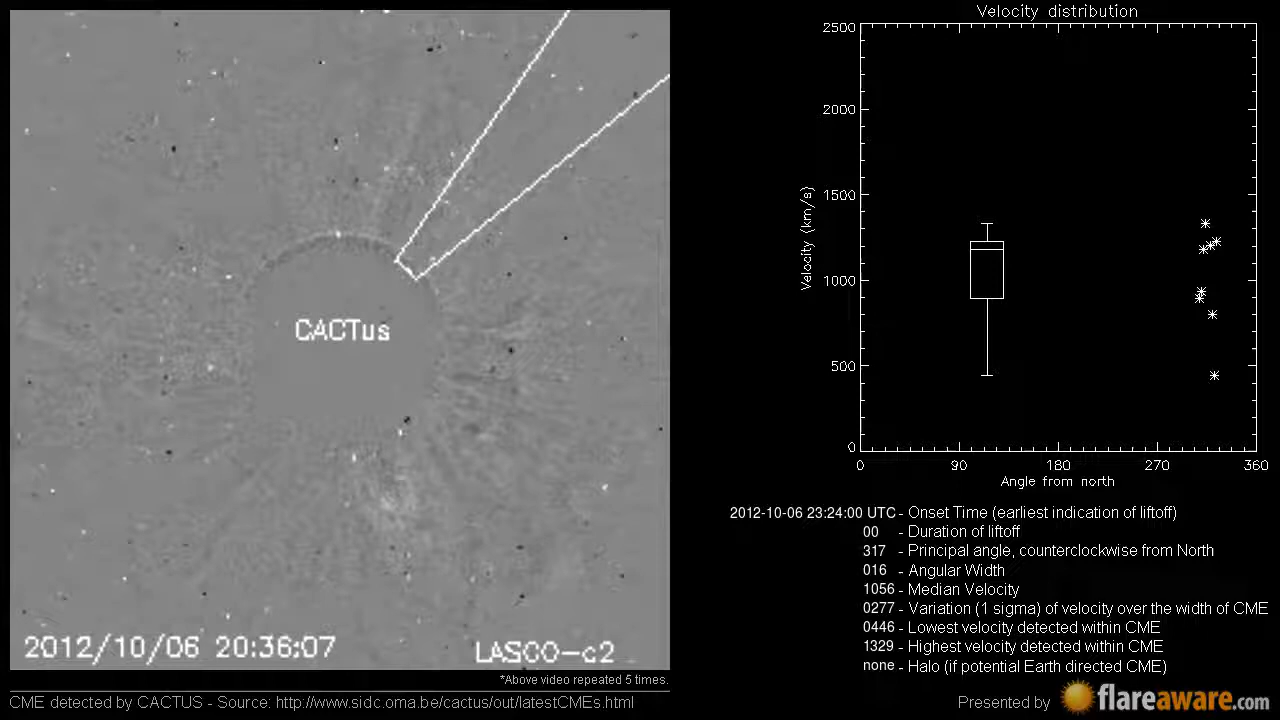 CACTus
2012/10/06 20:36:07
LASCO-c2
*Above video repeated 5 times.
CME detected by CACTUS - Source: http://www.sidc.oma.be/cactus/out/latestCMEs.html
Velocity distribution
Velocity (km/s)
2500
2000
1500
1000
500
0
0 90 180 270 360
Angle from north
2012-10-06 23:24:00 UTC - Onset Time (earliest indication of liftoff)
00 - Duration of liftoff
317 - Principal angle, counterclockwise from North
016 - Angular Width
1056 - Median Velocity
0277 - Variation (1 sigma) of velocity over the width of CME
0446 - Lowest velocity detected within CME
1329 - Highest velocity detected within CME
none - Halo (if potential Earth directed CME)
Presented by flareaware.com